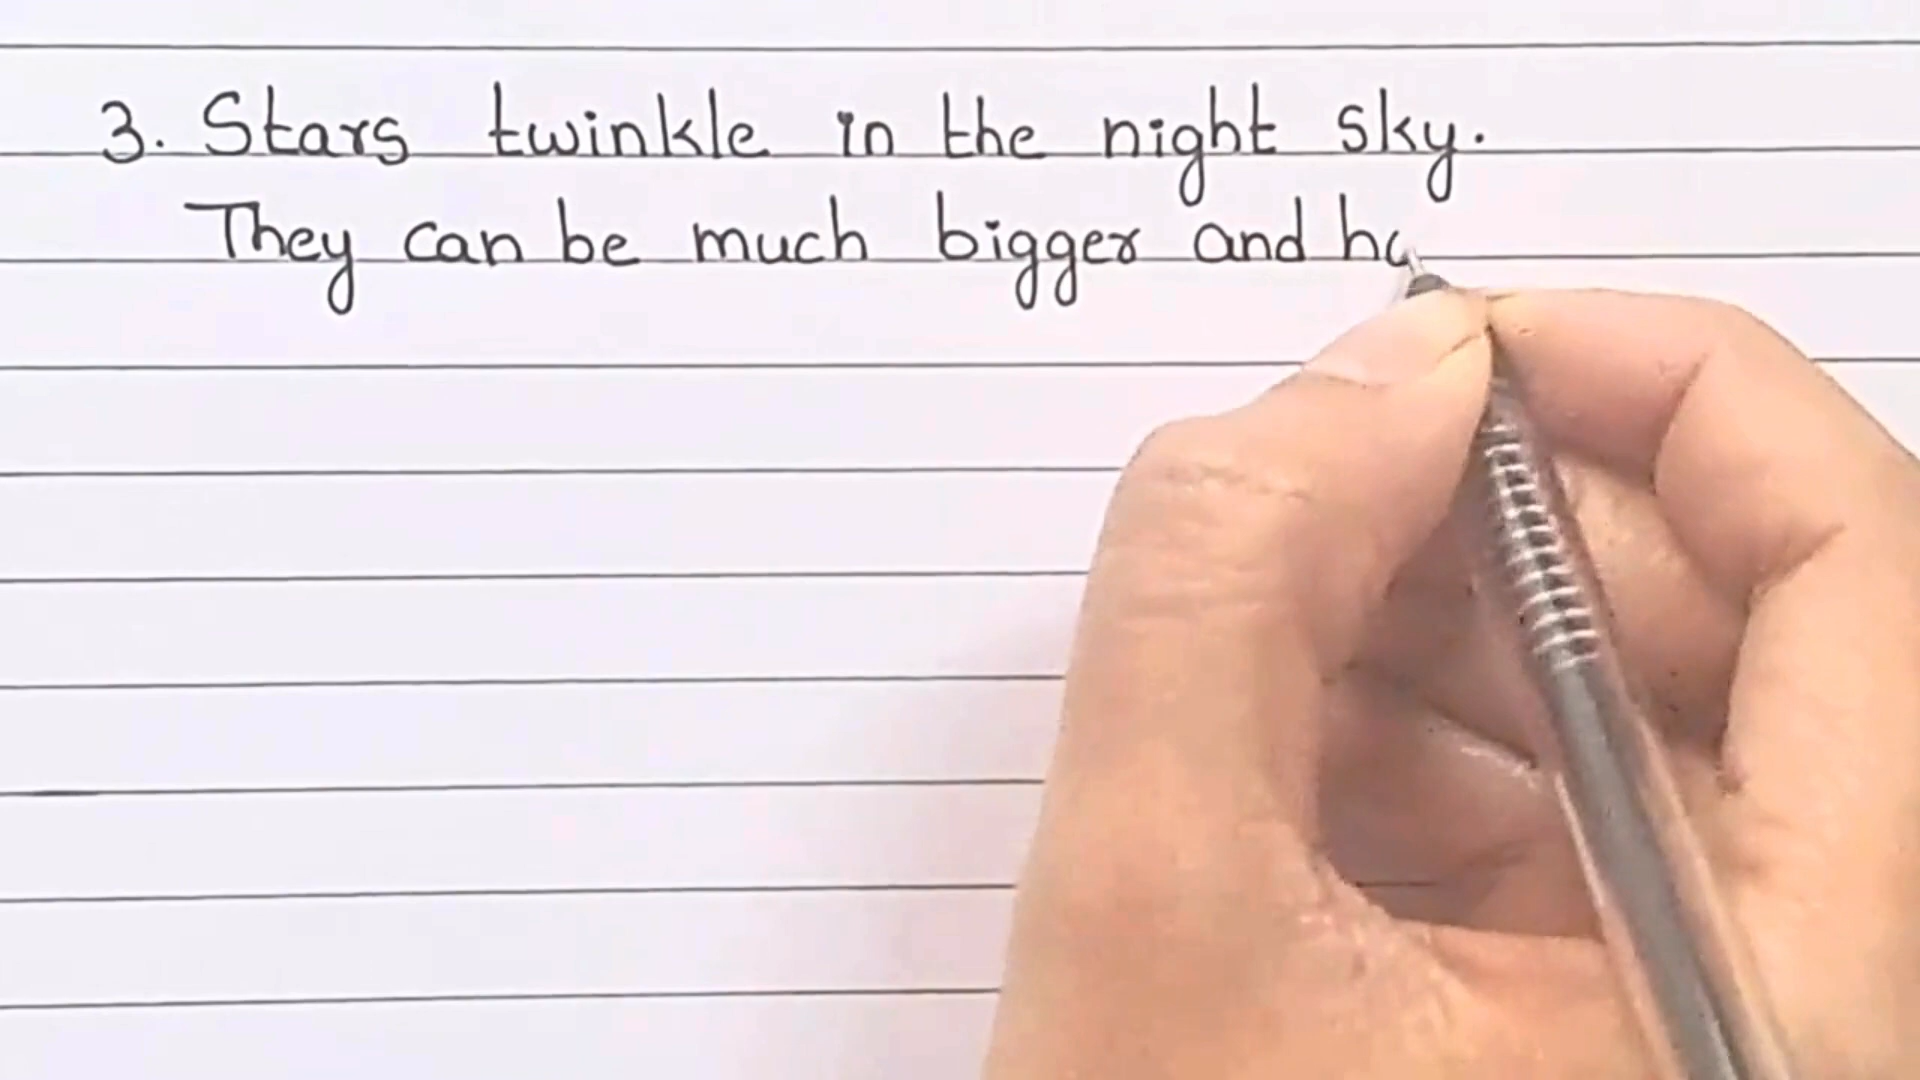 3. Stars twinkle in the night sky.
They can be much bigger and